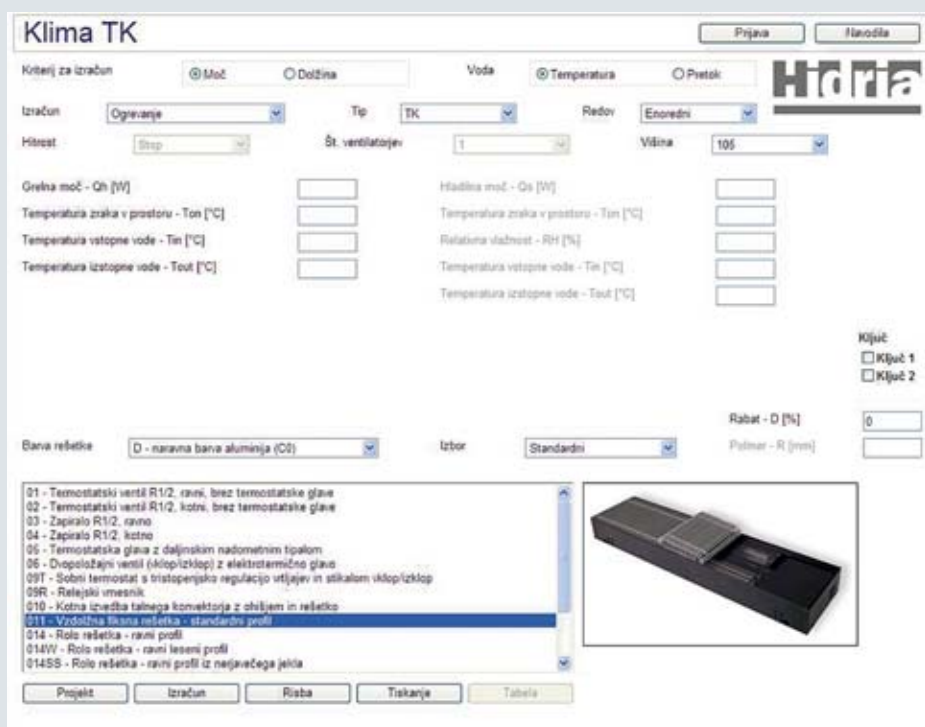 Klima TK
Prijava
Navodila
Kriterij za izračun
Moč
Dolžina
Voda
Temperatura
Pretok
Hidria
Izračun
Ogrevanje
Tip
TK
Redov
Enoredni
Hitrost
Stop
Št. ventilatorjev
1
Višina
105
Grelna moč - Qh [W]
Hladilna moč - Qs [W]
Temperatura zraka v prostoru - Ton [°C]
Temperatura zraka v prostoru - Ton [°C]
Temperatura vstopne vode - Tin [°C]
Relativna vlažnost - RH [%]
Temperatura izstopne vode - Tout [°C]
Temperatura vstopne vode - Tin [°C]
Temperatura izstopne vode - Tout [°C]
Ključ
Ključ 1
Ključ 2
Rabat - D [%]
0
Barva rešetke
D - naravna barva aluminija (C0)
Izbor
Standardni
Polmer - R [mm]
01 - Termostatski ventil R1/2, ravni, brez termostatske glave
02 - Termostatski ventil R1/2, kotni, brez termostatske glave
03 - Zapiralo R1/2, ravno
04 - Zapiralo R1/2, kotno
05 - Termostatska glava z daljinskim nadometnim tipalom
06 - Dvopoložajni ventil (vklop/izklop) z elektrotermično glavo
09T - Sobni termostat s tristopenjsko regulacijo vrtljajev in stikalom vklop/izklop
09R - Relejski vmesnik
010 - Kotna izvedba talnega konvektorja z ohišjem in rešetko
011 - Vzdolžna fiksna rešetka - standardni profil
014 - Rolo rešetka - ravni profil
014W - Rolo rešetka - ravni leseni profil
014SS - Rolo rešetka - ravni profil iz nerjavečega jekla
Projekt
Izračun
Risba
Tiskanje
Tabela